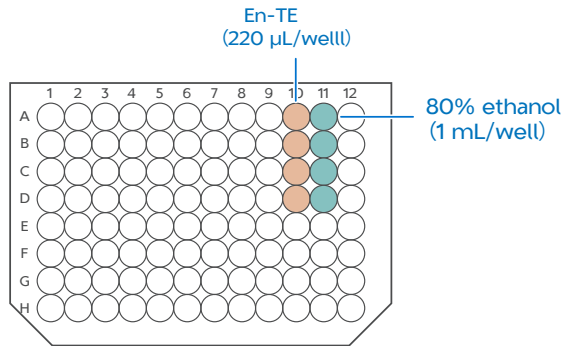 En-TE
(220 µL/welll)
1 2 3 4 5 6 7 8 9 10 11 12
80% ethanol
(1 mL/well)
A
B
C
D
E
F
G
H